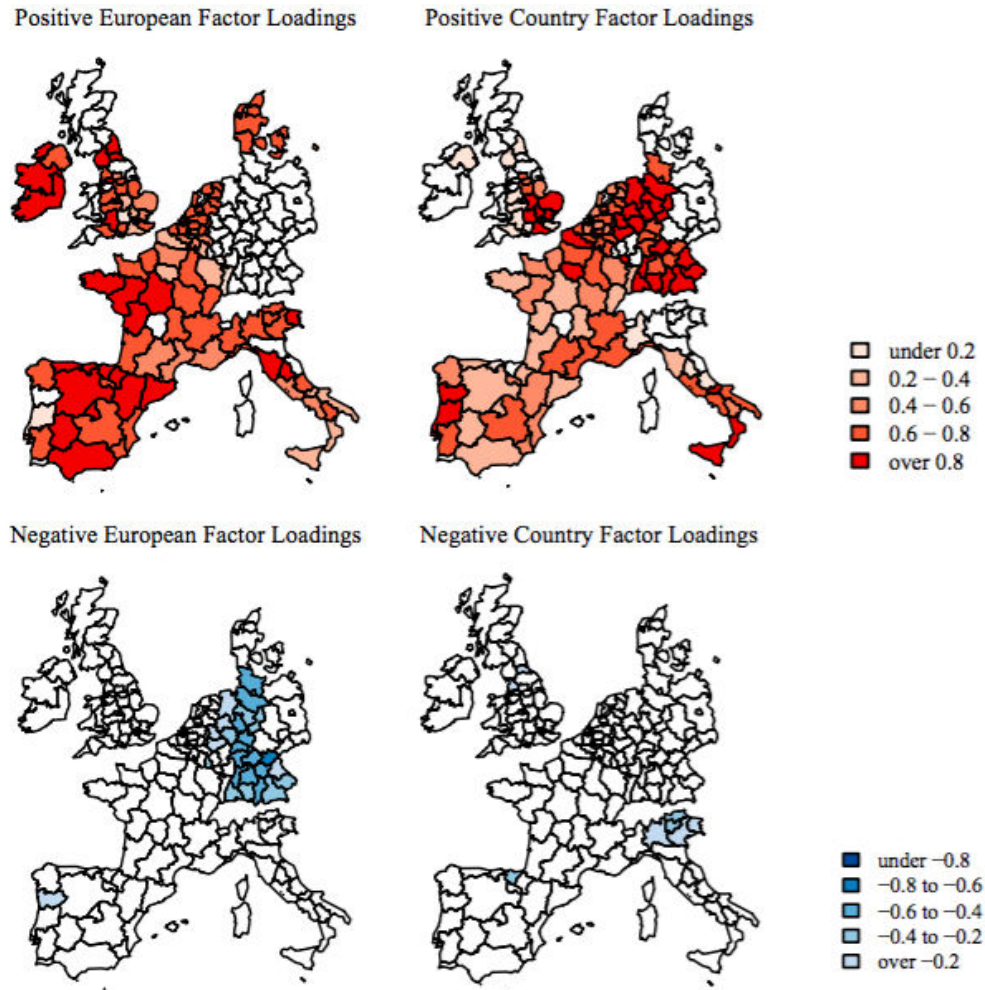 Positive European Factor Loadings
Positive Country Factor Loadings
under 0.2
0.2 − 0.4
0.4 − 0.6
0.6 − 0.8
over 0.8
Negative European Factor Loadings
Negative Country Factor Loadings
under −0.8
−0.8 to −0.6
−0.6 to −0.4
−0.4 to −0.2
over −0.2